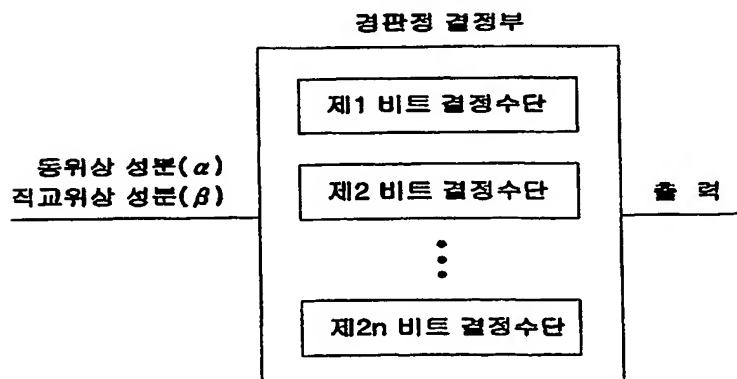 경판정 결정부
제1 비트 결정수단
동위상 성분(α)
직교위상 성분(β)
제2 비트 결정수단
출 력
제2n 비트 결정수단